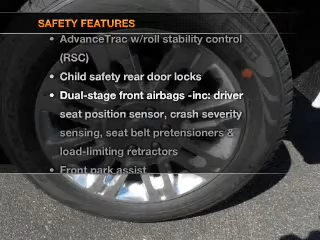 SAFETY FEATURES
• AdvanceTrac w/roll stability control
(RSC)
• Child safety rear door locks
• Dual-stage front airbags -inc: driver
seat position sensor, crash severity
sensing, seat belt pretensioners &
load-limiting retractors
• Front park assist